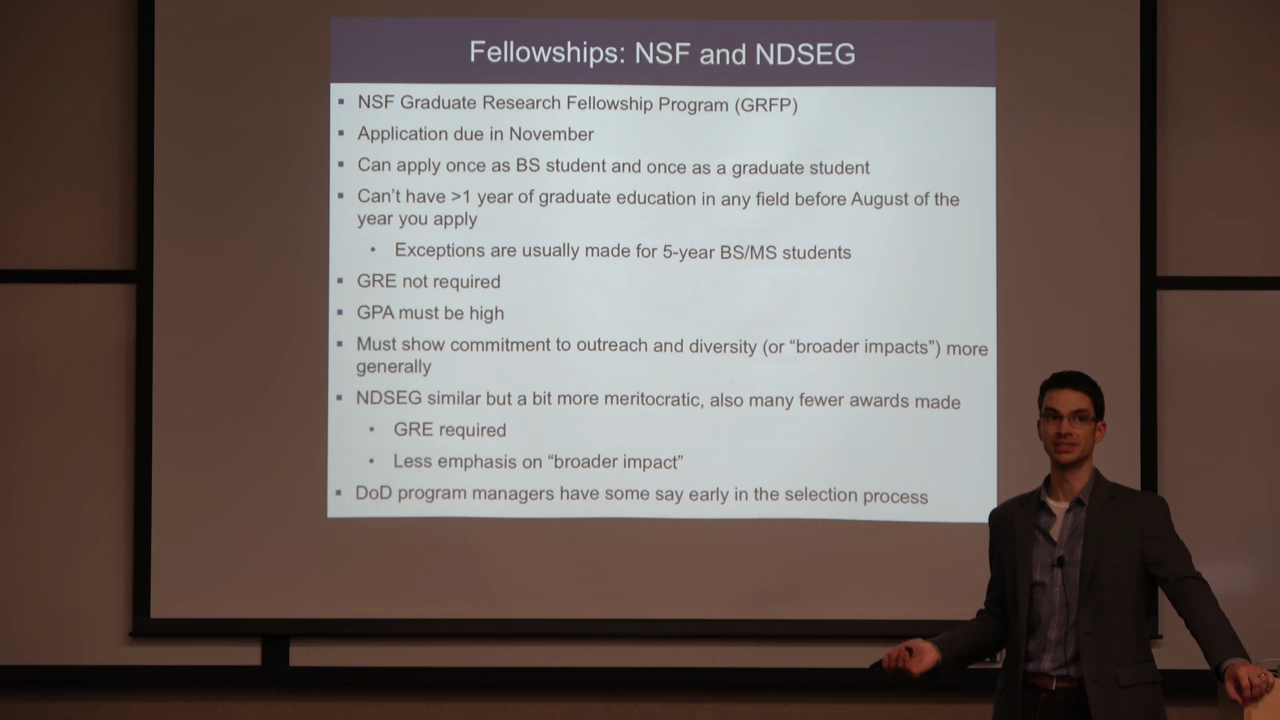 Fellowships: NSF and NDSEG
▪ NSF Graduate Research Fellowship Program (GRFP)
▪ Application due in November
▪ Can apply once as BS student and once as a graduate student
▪ Can't have >1 year of graduate education in any field before August of the
year you apply
• Exceptions are usually made for 5-year BS/MS students
▪ GRE not required
▪ GPA must be high
▪ Must show commitment to outreach and diversity (or “broader impacts”) more
generally
▪ NDSEG similar but a bit more meritocratic, also many fewer awards made
• GRE required
• Less emphasis on “broader impact”
▪ DoD program managers have some say early in the selection process